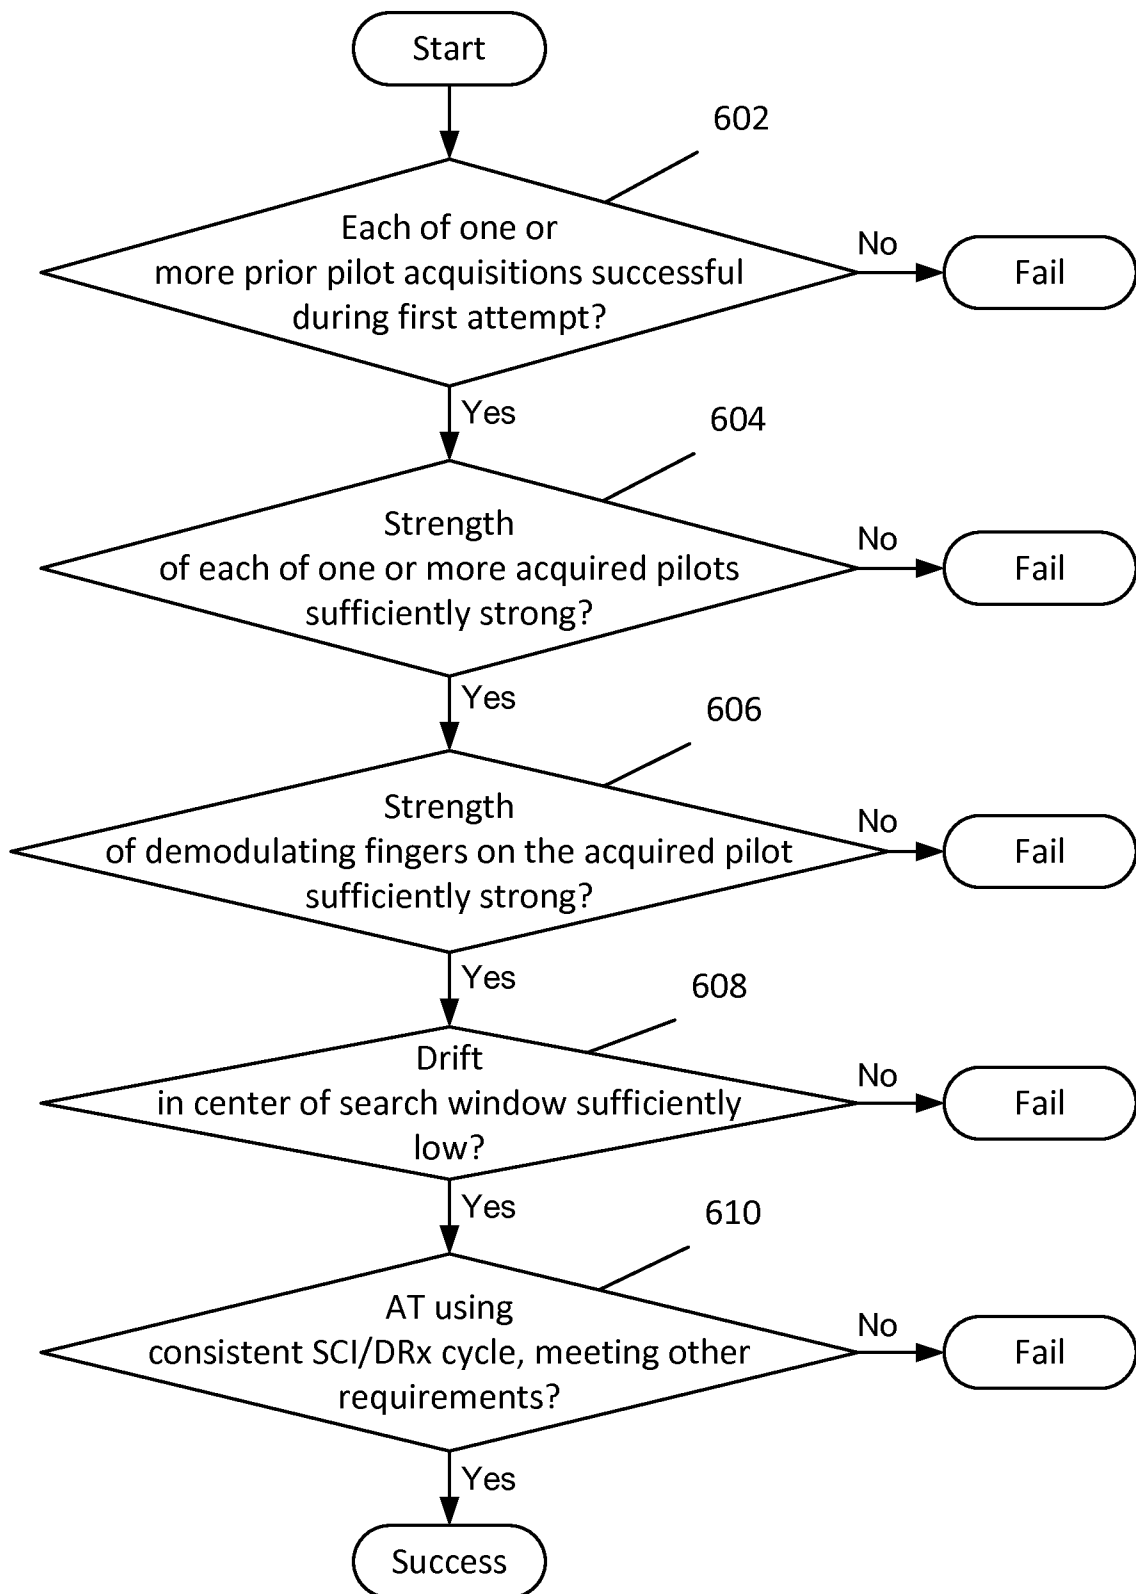 Start
602
Each of one or
more prior pilot acquisitions successful
during first attempt?
No
Fail
Yes
604
Strength
of each of one or more acquired pilots
sufficiently strong?
No
Fail
Yes
606
Strength
of demodulating fingers on the acquired pilot
sufficiently strong?
No
Fail
Yes
608
Drift
in center of search window sufficiently
low?
No
Fail
Yes
610
AT using
consistent SCI/DRx cycle, meeting other
requirements?
No
Fail
Yes
Success